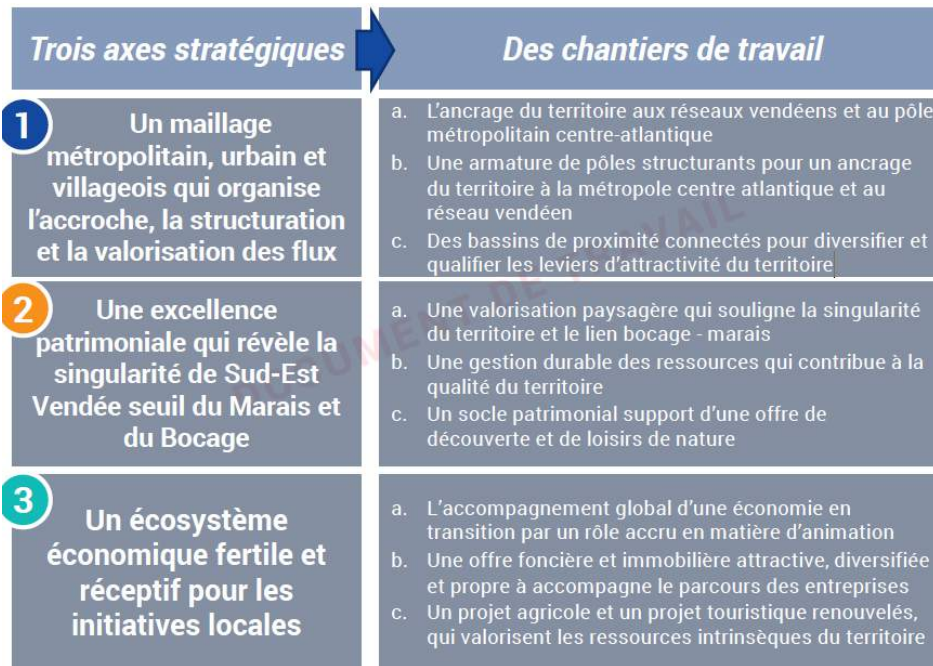 Trois axes stratégiques
Des chantiers de travail
1
Un maillage
métropolitain, urbain et
villageois qui organise
l'accroche, la structuration
et la valorisation des flux
a. L'ancrage du territoire aux réseaux vendéens et au pôle
métropolitain centre-atlantique
b. Une armature de pôles structurants pour un ancrage
du territoire à la métropole centre atlantique et au
réseau vendéen
c. Des bassins de proximité connectés pour diversifier et
qualifier les leviers d'attractivité du territoire
2
Une excellence
patrimoniale qui révèle la
singularité de Sud-Est
Vendée seuil du Marais et
du Bocage
a. Une valorisation paysagère qui souligne la singularité
du territoire et le lien bocage - marais
b. Une gestion durable des ressources qui contribue à la
qualité du territoire
c. Un socle patrimonial support d'une offre de
découverte et de loisirs de nature
3
Un écosystème
économique fertile et
réceptif pour les
initiatives locales
a. L'accompagnement global d'une économie en
transition par un rôle accru en matière d'animation
b. Une offre foncière et immobilière attractive, diversifiée
et propre à accompagne le parcours des entreprises
c. Un projet agricole et un projet touristique renouvelés,
qui valorisent les ressources intrinsèques du territoire
DOCUMENT DE TRAVAIL